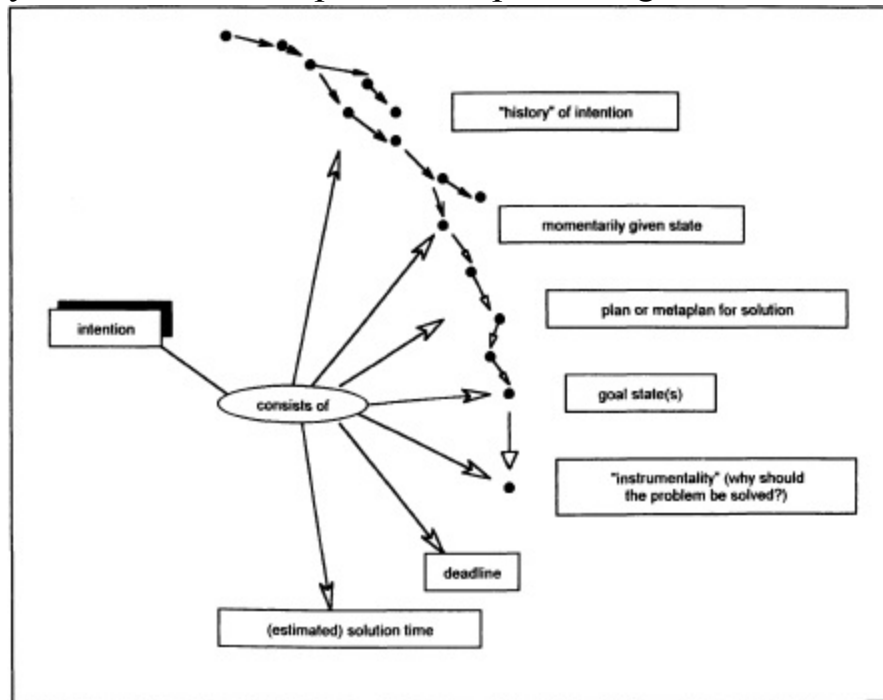 "history" of intention
momentarily given state
plan or metaplan for solution
intention
consists of
goal state(s)
"instrumentality" (why should
the problem be solved?)
deadline
(estimated) solution time